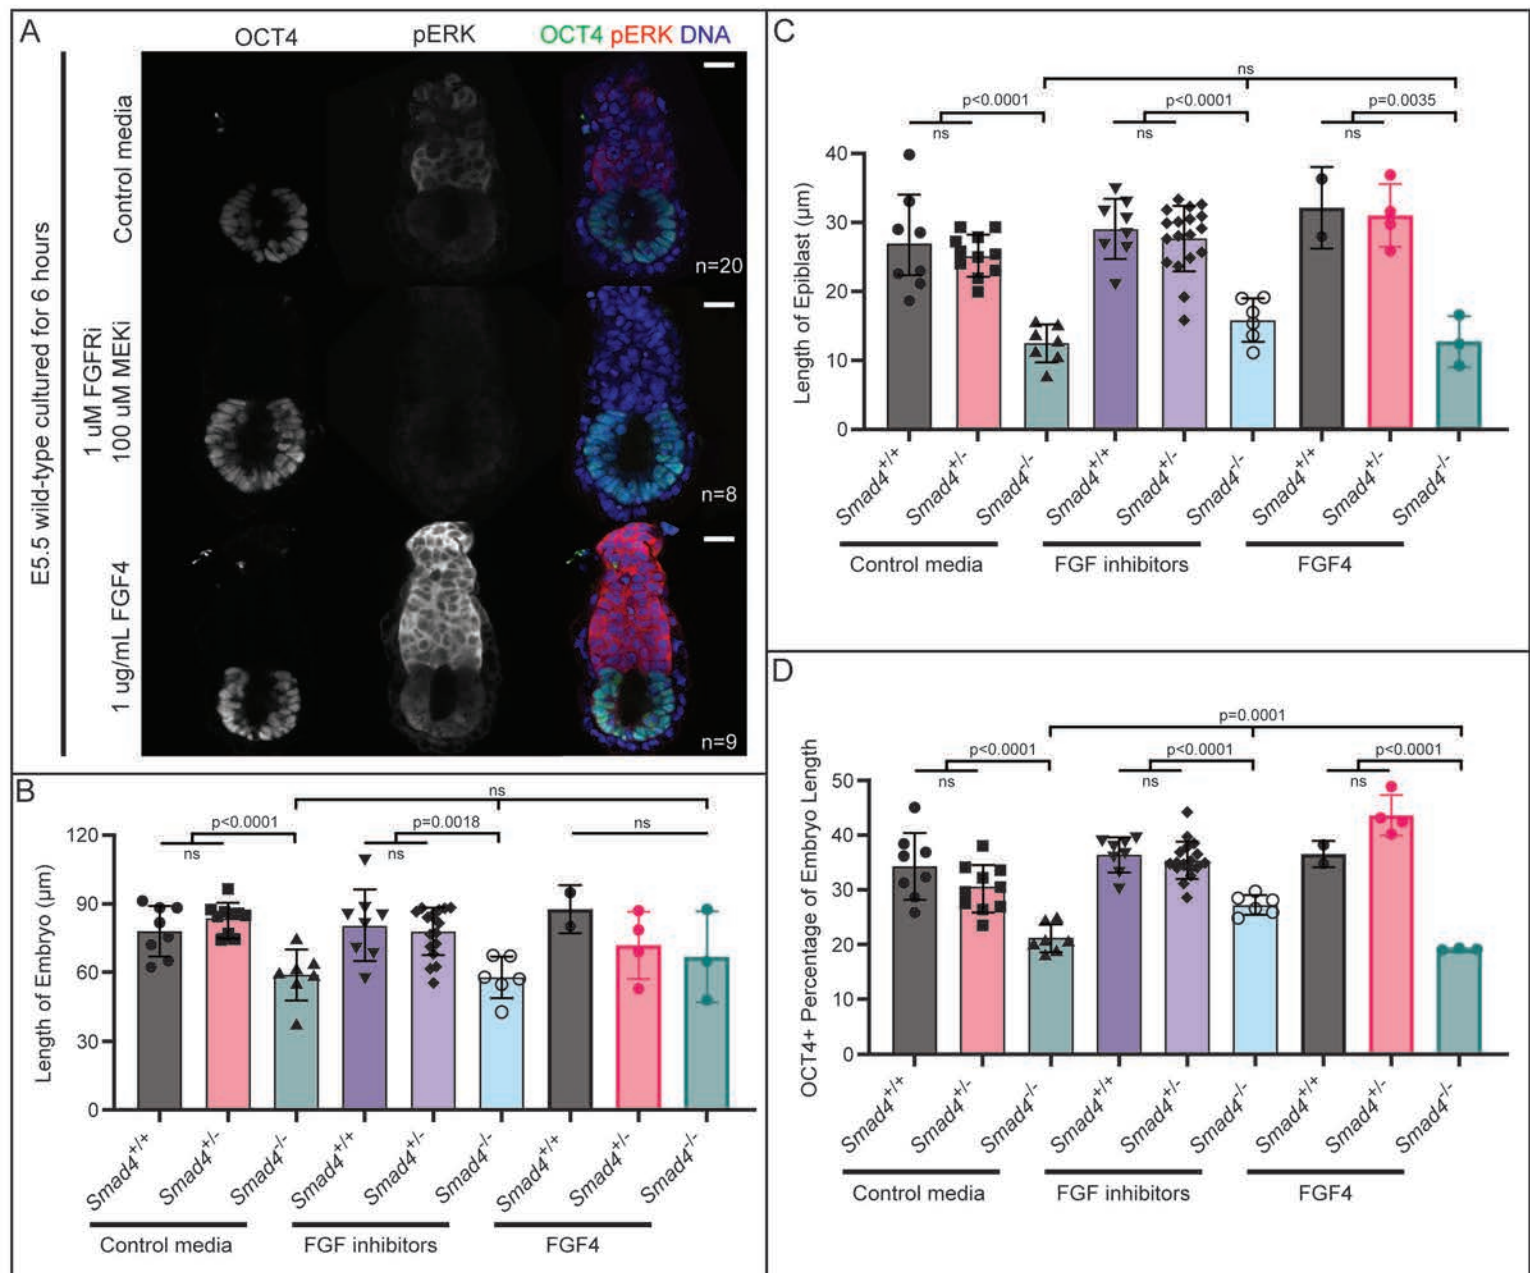 A
OCT4 pERK OCT4 pERK DNA
E5.5 wild-type cultured for 6 hours
Control media
n=20
1 uM FGFRi
100 uM MEKi
n=8
1 ug/mL FGF4
n=9
B
ns
p<0.0001 p=0.0018 ns
ns ns
Length of Embryo (µm)
120
90
60
30
0
Smad4+/+ Smad4+/- Smad4-/- Smad4+/+ Smad4+/- Smad4-/- Smad4+/+ Smad4+/- Smad4-/-
Control media FGF inhibitors FGF4
C
ns
p<0.0001 p<0.0001 p=0.0035
ns ns ns
Length of Epiblast (µm)
40
30
20
10
0
Smad4+/+ Smad4+/- Smad4-/- Smad4+/+ Smad4+/- Smad4-/- Smad4+/+ Smad4+/- Smad4-/-
Control media FGF inhibitors FGF4
D
p=0.0001
p<0.0001 p<0.0001 p<0.0001
ns ns ns
OCT4+ Percentage of Embryo Length
50
40
30
20
10
0
Smad4+/+ Smad4+/- Smad4-/- Smad4+/+ Smad4+/- Smad4-/- Smad4+/+ Smad4+/- Smad4-/-
Control media FGF inhibitors FGF4